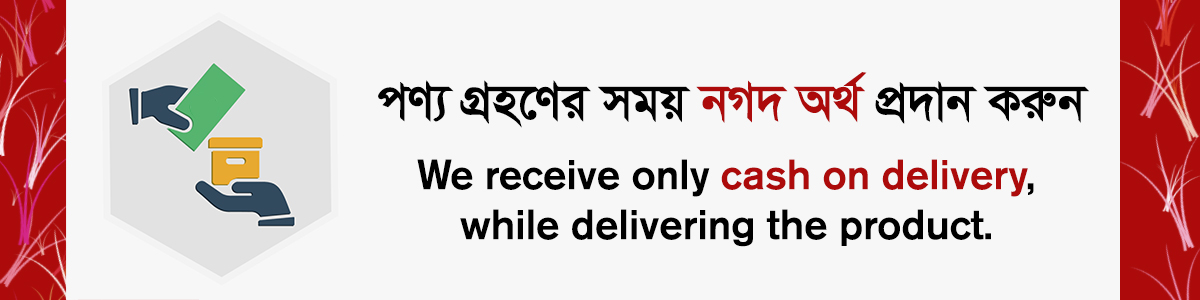 পণ্য গ্রহণের সময় নগদ অর্থ প্রদান করুন
We receive only cash on delivery,
while delivering the product.